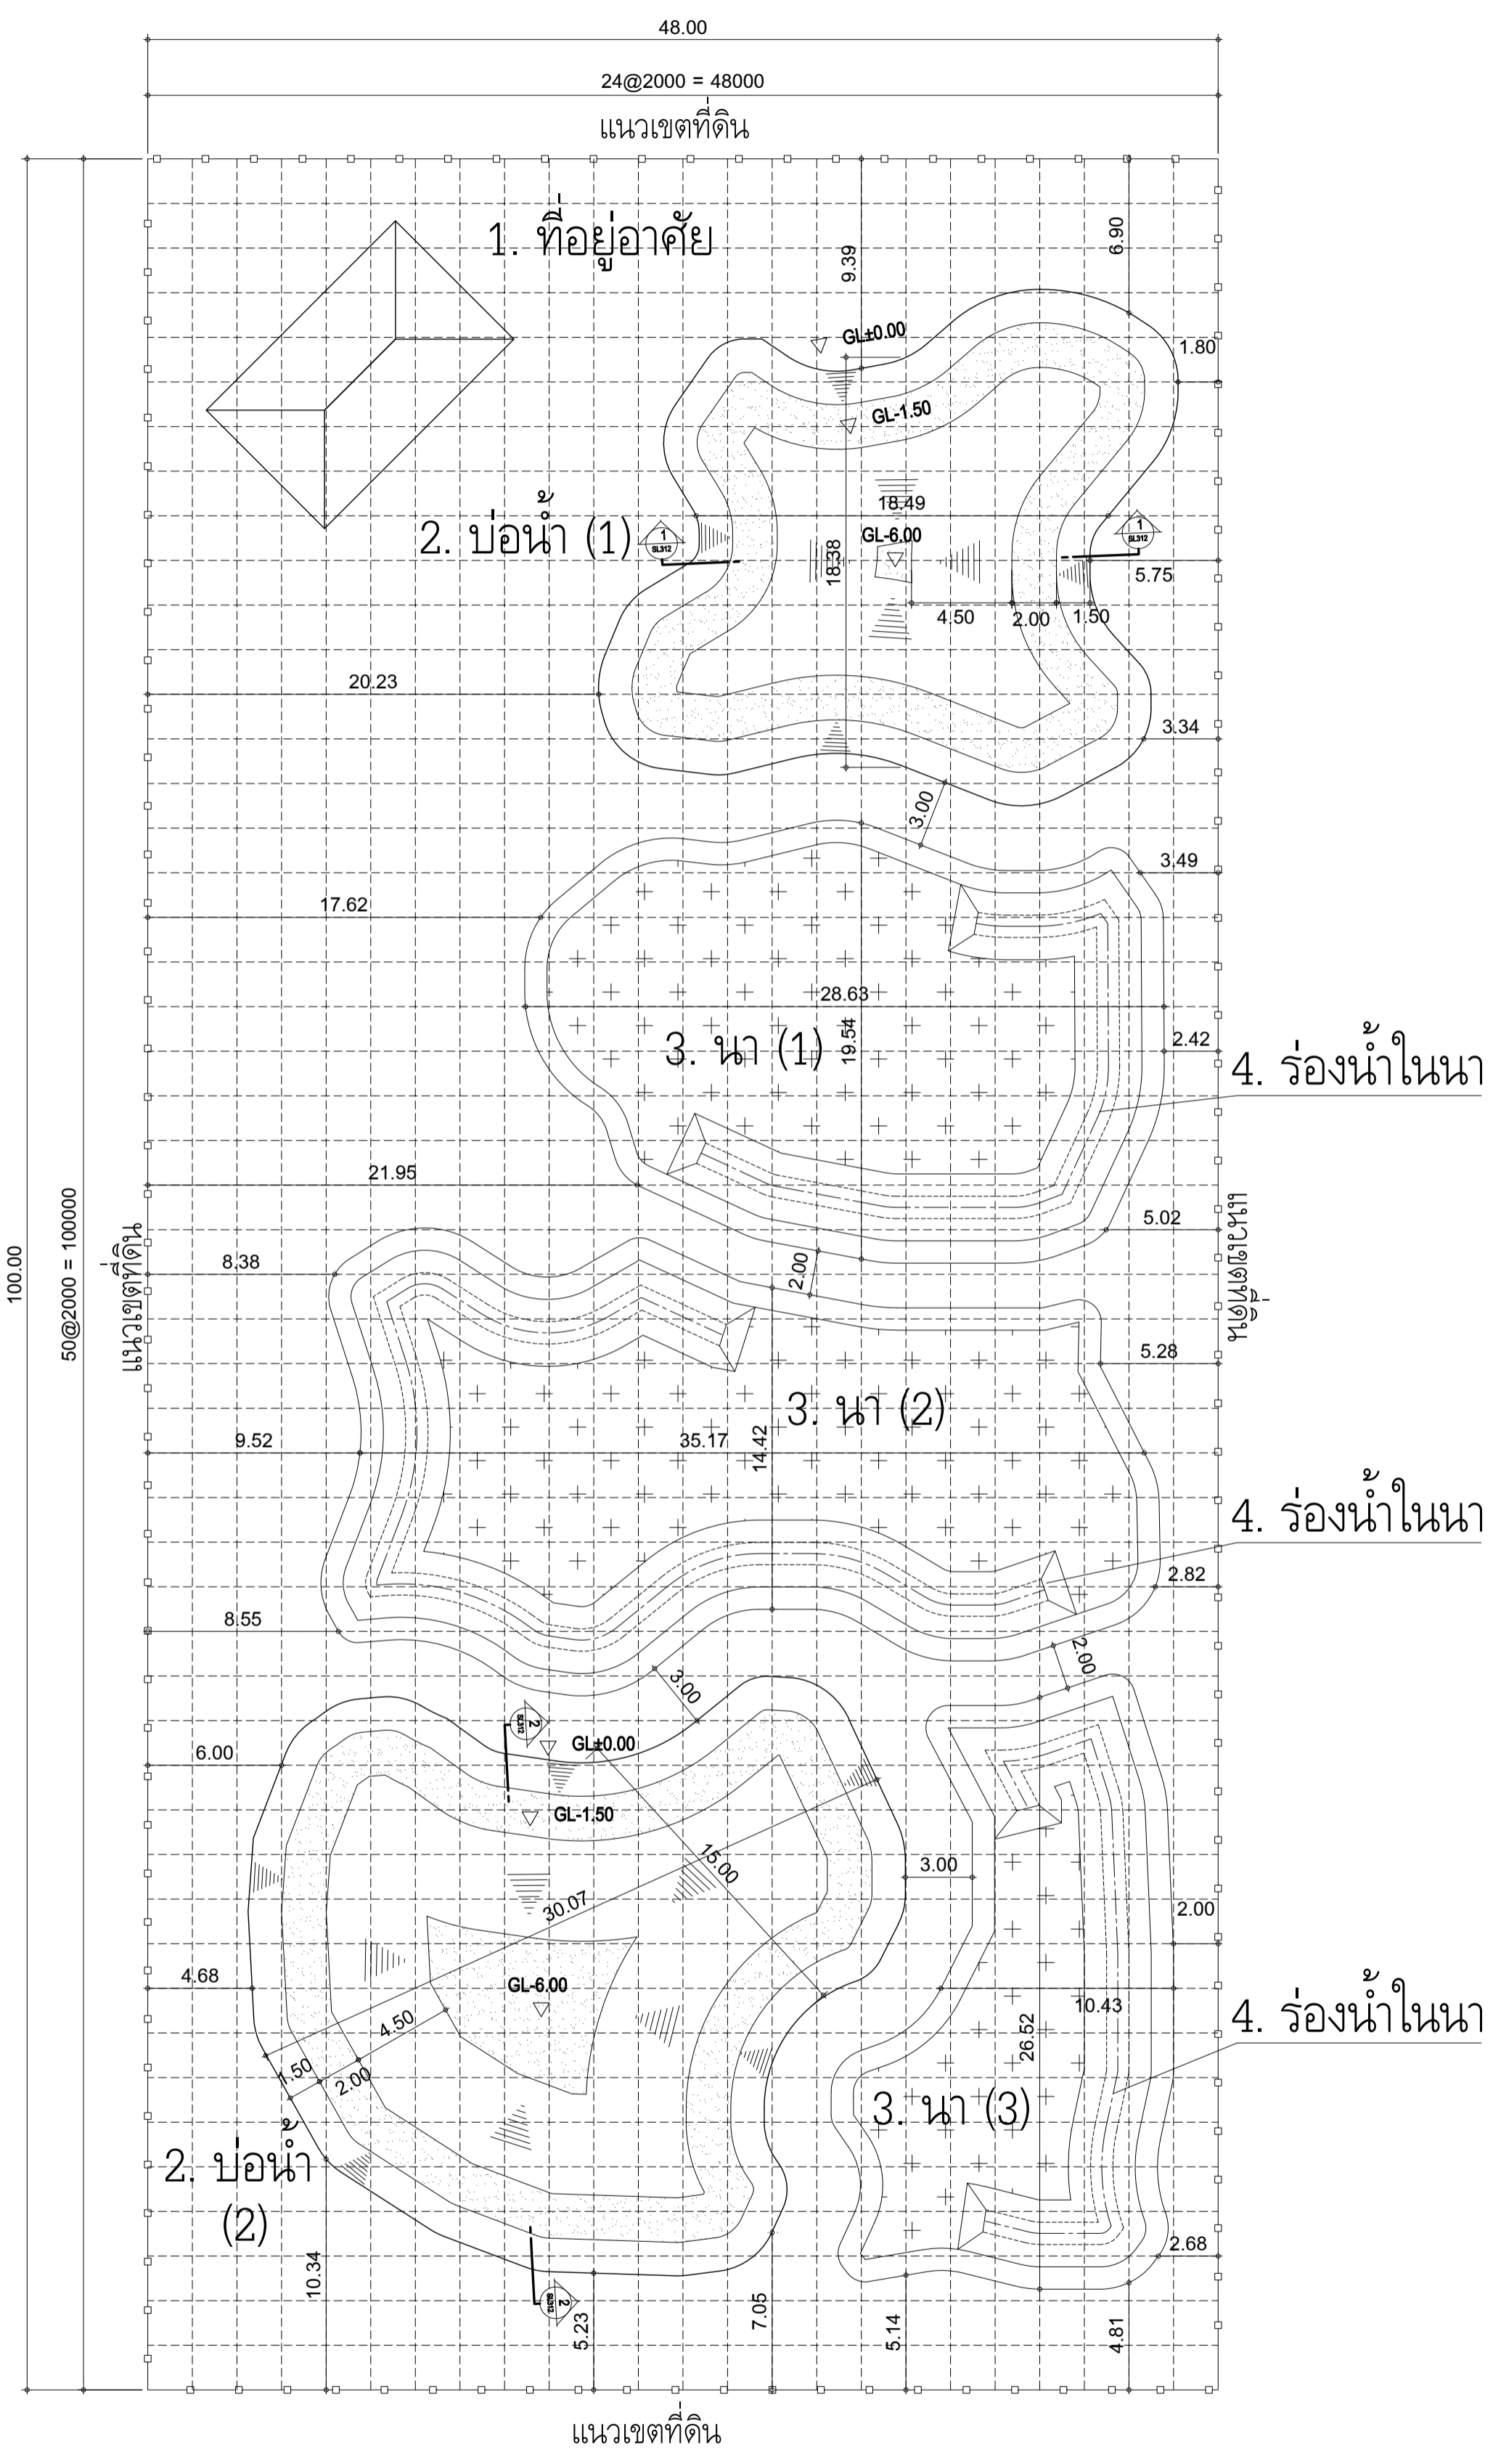 48.00
24@2000 = 48000
แนวเขตที่ดิน
1. ที่อยู่อาศัย
9.39
6.90
GL±0.00
1.80
GL-1.50
18.49
2. บ่อน้ำ (1)
1
SL312
GL-6.00
18.38
1
SL312
5.75
4.50
2.00
1.50
20.23
3.34
3.00
3.49
17.62
28.63
3. นา (1)
19.54
2.42
4. ร่องน้ำในนา
21.95
5.02
100.00
50@2000 = 100000
แนวเขตที่ดิน
แนวเขตที่ดิน
8.38
2.00
5.28
3. นา (2)
9.52
35.17
14.42
4. ร่องน้ำในนา
2.82
8.55
2.00
3.00
2
SL312
GL±0.00
6.00
GL-1.50
15.00
3.00
30.07
2.00
4.68
GL-6.00
4.50
10.43
26.52
4. ร่องน้ำในนา
1.50
2.00
3. นา (3)
2. บ่อน้ำ
(2)
2.68
10.34
2
SL312
5.23
7.05
5.14
4.81
แนวเขตที่ดิน